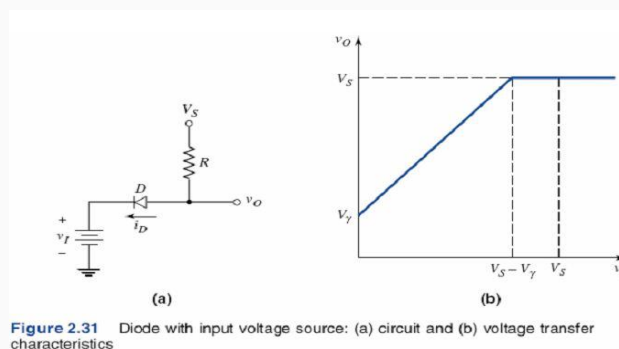 V_S
R
D
v_O
i_D
+
v_I
−
(a)
v_O
V_S
V_γ
V_S − V_γ
V_S
v
(b)
Figure 2.31 Diode with input voltage source: (a) circuit and (b) voltage transfer
characteristics